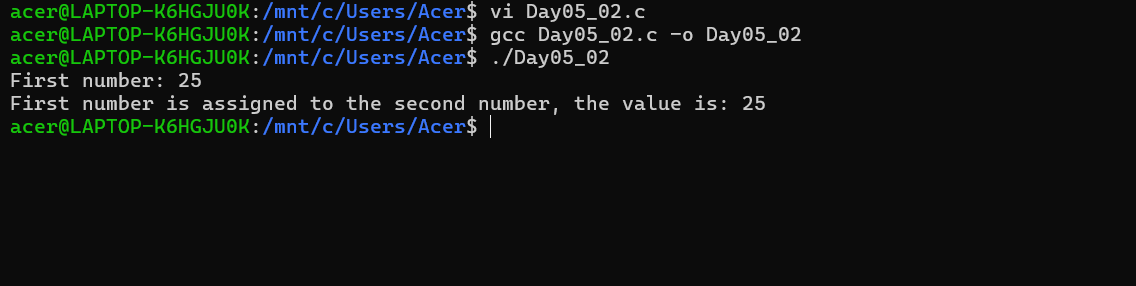 acer@LAPTOP-K6HGJU0K:/mnt/c/Users/Acer$ vi Day05_02.c
acer@LAPTOP-K6HGJU0K:/mnt/c/Users/Acer$ gcc Day05_02.c -o Day05_02
acer@LAPTOP-K6HGJU0K:/mnt/c/Users/Acer$ ./Day05_02
First number: 25
First number is assigned to the second number, the value is: 25
acer@LAPTOP-K6HGJU0K:/mnt/c/Users/Acer$